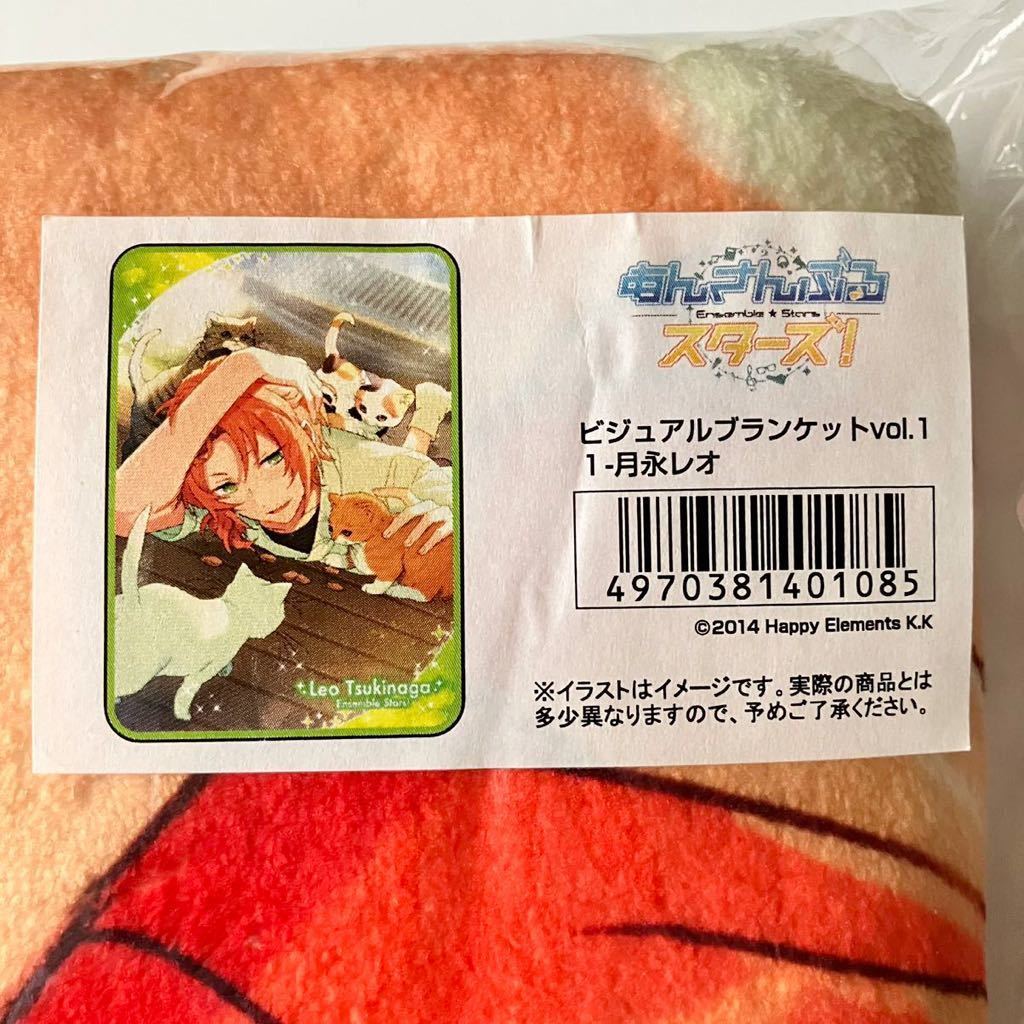 あんさんぶる
Ensemble ★ Stars
スターズ!
ビジュアルブランケットvol.1
1-月永レオ
4970381401085
©2014 Happy Elements K.K
※イラストはイメージです。実際の商品とは
多少異なりますので、予めご了承ください。
Leo Tsukinaga
Ensemble Stars!